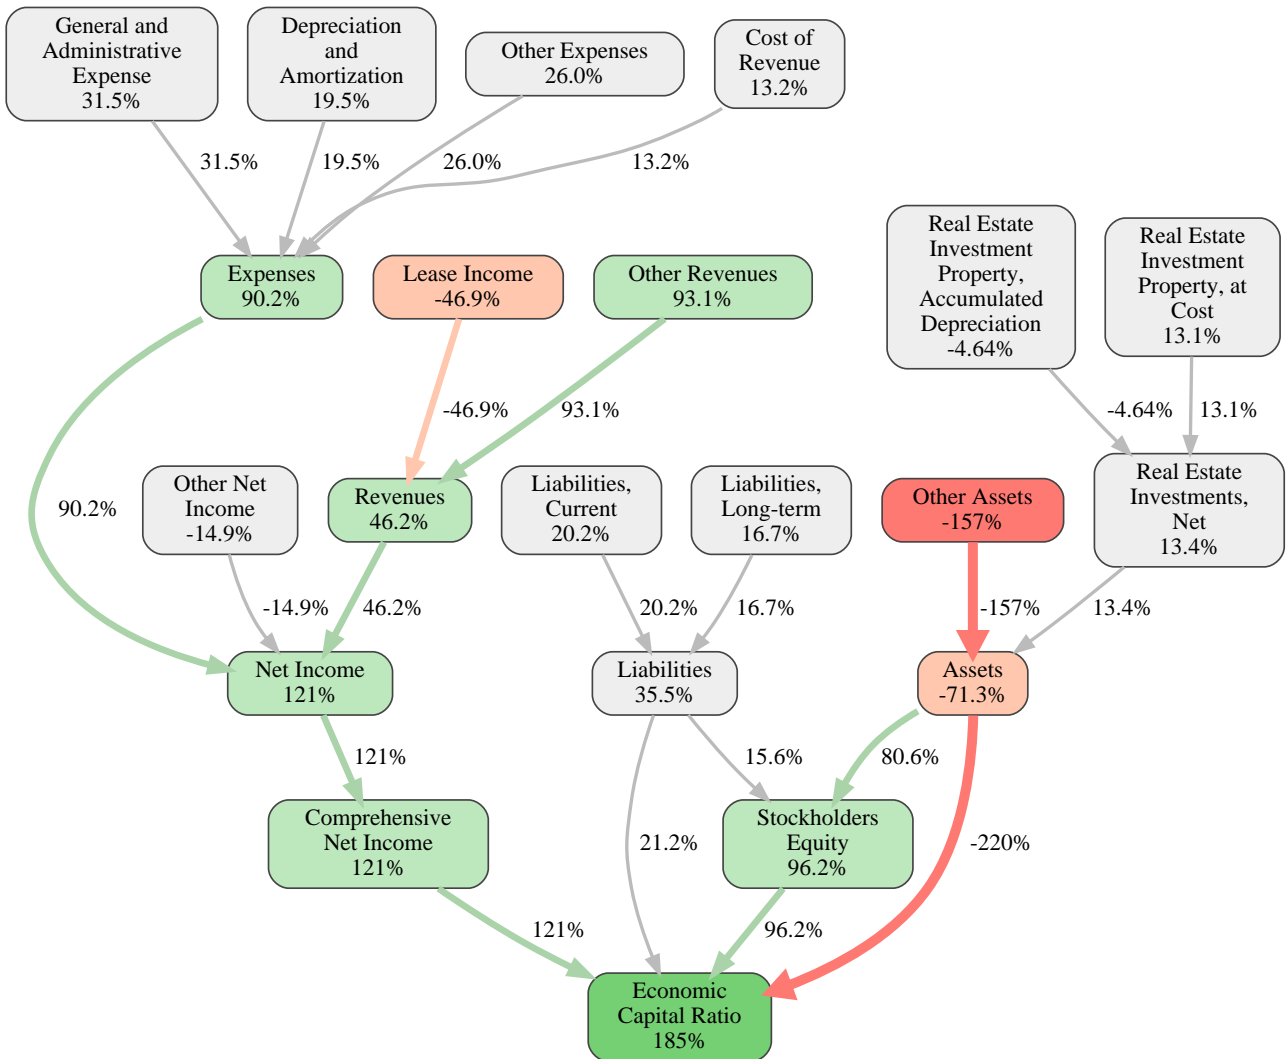 General and
Administrative
Expense
31.5%
Depreciation
and
Amortization
19.5%
Other Expenses
26.0%
Cost of
Revenue
13.2%
31.5%
19.5%
26.0%
13.2%
Real Estate
Investment
Property,
Accumulated
Depreciation
-4.64%
Real Estate
Investment
Property, at
Cost
13.1%
Expenses
90.2%
Lease Income
-46.9%
Other Revenues
93.1%
-46.9%
93.1%
-4.64%
13.1%
90.2%
Other Net
Income
-14.9%
Revenues
46.2%
Liabilities,
Current
20.2%
Liabilities,
Long-term
16.7%
Other Assets
-157%
Real Estate
Investments,
Net
13.4%
-14.9%
46.2%
20.2%
16.7%
-157%
13.4%
Net Income
121%
Liabilities
35.5%
Assets
-71.3%
121%
15.6%
80.6%
Comprehensive
Net Income
121%
21.2%
Stockholders
Equity
96.2%
-220%
121%
96.2%
Economic
Capital Ratio
185%